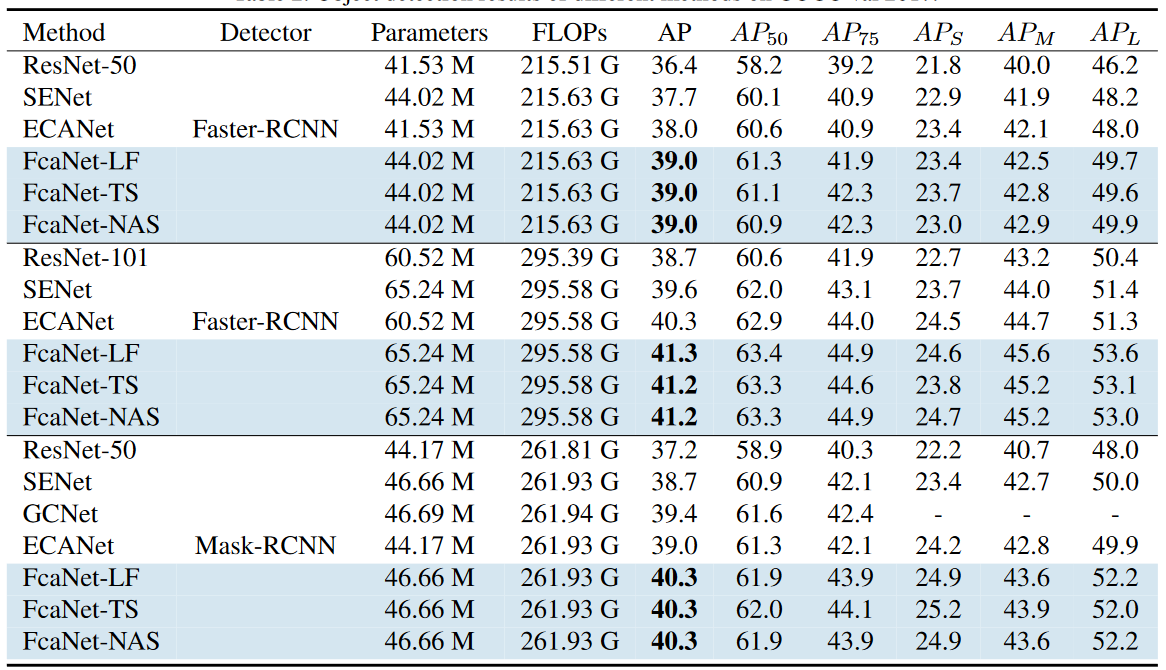 Table 2. Object detection results of different methods on COCO val 2017.
Method Detector Parameters FLOPs AP AP50 AP75 APS APM APL
ResNet-50 41.53 M 215.51 G 36.4 58.2 39.2 21.8 40.0 46.2
SENet 44.02 M 215.63 G 37.7 60.1 40.9 22.9 41.9 48.2
ECANet Faster-RCNN 41.53 M 215.63 G 38.0 60.6 40.9 23.4 42.1 48.0
FcaNet-LF 44.02 M 215.63 G 39.0 61.3 41.9 23.4 42.5 49.7
FcaNet-TS 44.02 M 215.63 G 39.0 61.1 42.3 23.7 42.8 49.6
FcaNet-NAS 44.02 M 215.63 G 39.0 60.9 42.3 23.0 42.9 49.9
ResNet-101 60.52 M 295.39 G 38.7 60.6 41.9 22.7 43.2 50.4
SENet 65.24 M 295.58 G 39.6 62.0 43.1 23.7 44.0 51.4
ECANet Faster-RCNN 60.52 M 295.58 G 40.3 62.9 44.0 24.5 44.7 51.3
FcaNet-LF 65.24 M 295.58 G 41.3 63.4 44.9 24.6 45.6 53.6
FcaNet-TS 65.24 M 295.58 G 41.2 63.3 44.6 23.8 45.2 53.1
FcaNet-NAS 65.24 M 295.58 G 41.2 63.3 44.9 24.7 45.2 53.0
ResNet-50 44.17 M 261.81 G 37.2 58.9 40.3 22.2 40.7 48.0
SENet 46.66 M 261.93 G 38.7 60.9 42.1 23.4 42.7 50.0
GCNet 46.69 M 261.94 G 39.4 61.6 42.4 - - -
ECANet Mask-RCNN 44.17 M 261.93 G 39.0 61.3 42.1 24.2 42.8 49.9
FcaNet-LF 46.66 M 261.93 G 40.3 61.9 43.9 24.9 43.6 52.2
FcaNet-TS 46.66 M 261.93 G 40.3 62.0 44.1 25.2 43.9 52.0
FcaNet-NAS 46.66 M 261.93 G 40.3 61.9 43.9 24.9 43.6 52.2